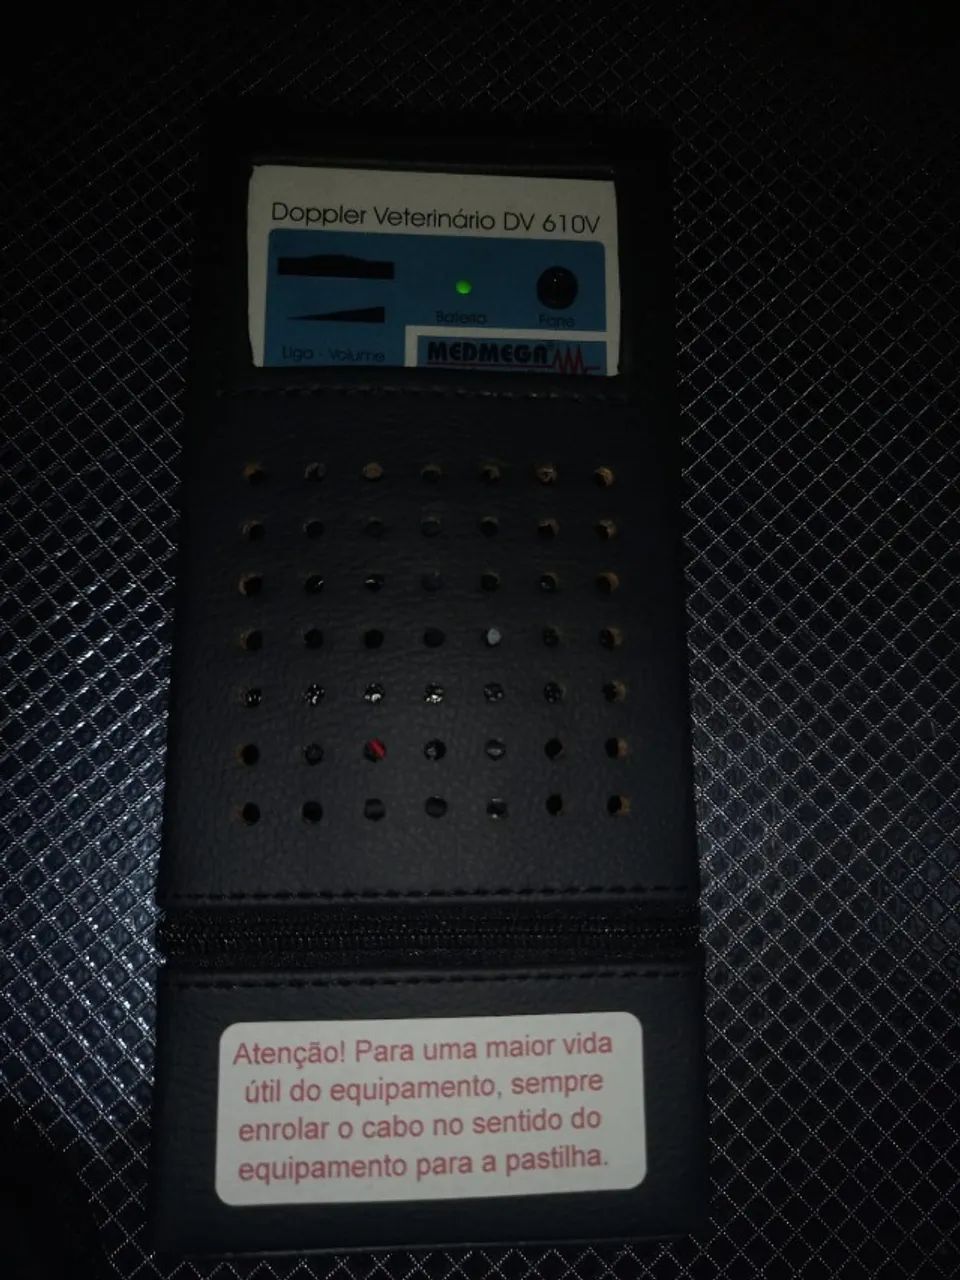 Doppler Veterinário DV 610V
Bateria Fone
Liga - Volume
MEDMEGA
Atenção! Para uma maior vida
útil do equipamento, sempre
enrolar o cabo no sentido do
equipamento para a pastilha.